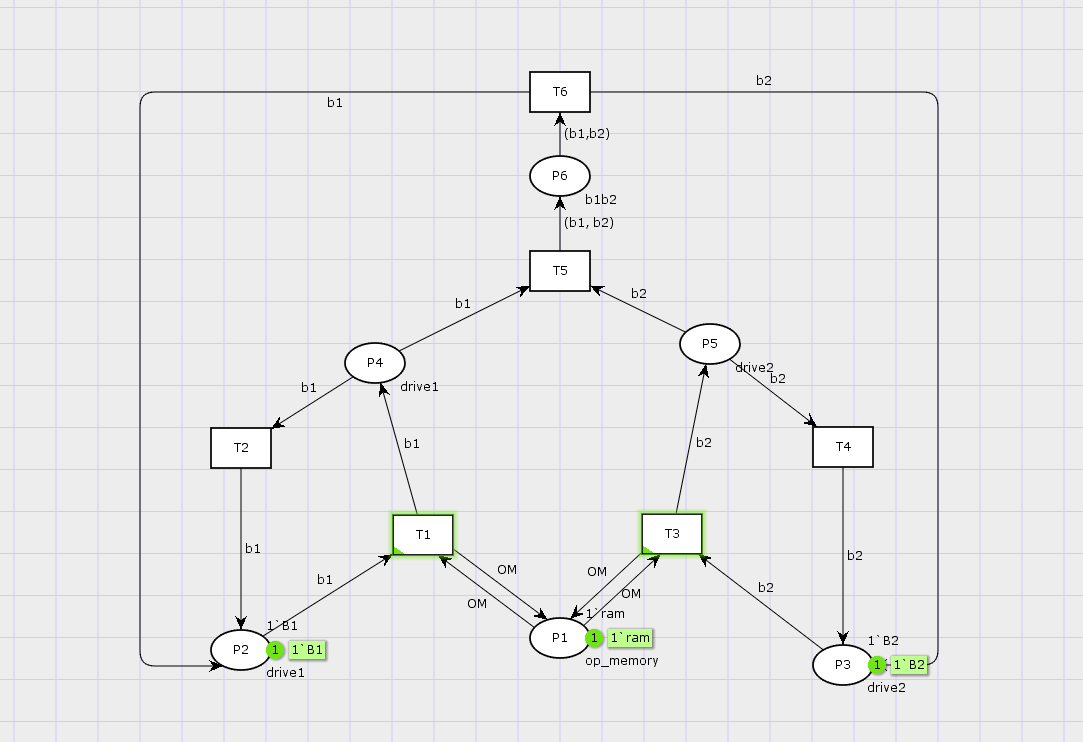 b2
T6
b1
(b1,b2)
P6
b1b2
(b1, b2)
T5
b1
b2
P4
P5
drive1
drive2
b2
b1
T2
T4
b1
b2
T1
T3
b1
b2
OM
OM
b1
b2
OM
OM
1`B1
1`ram
P2
1
1`B1
P1
1
1`ram
1`B2
op_memory
P3
1
1`B2
drive1
drive2